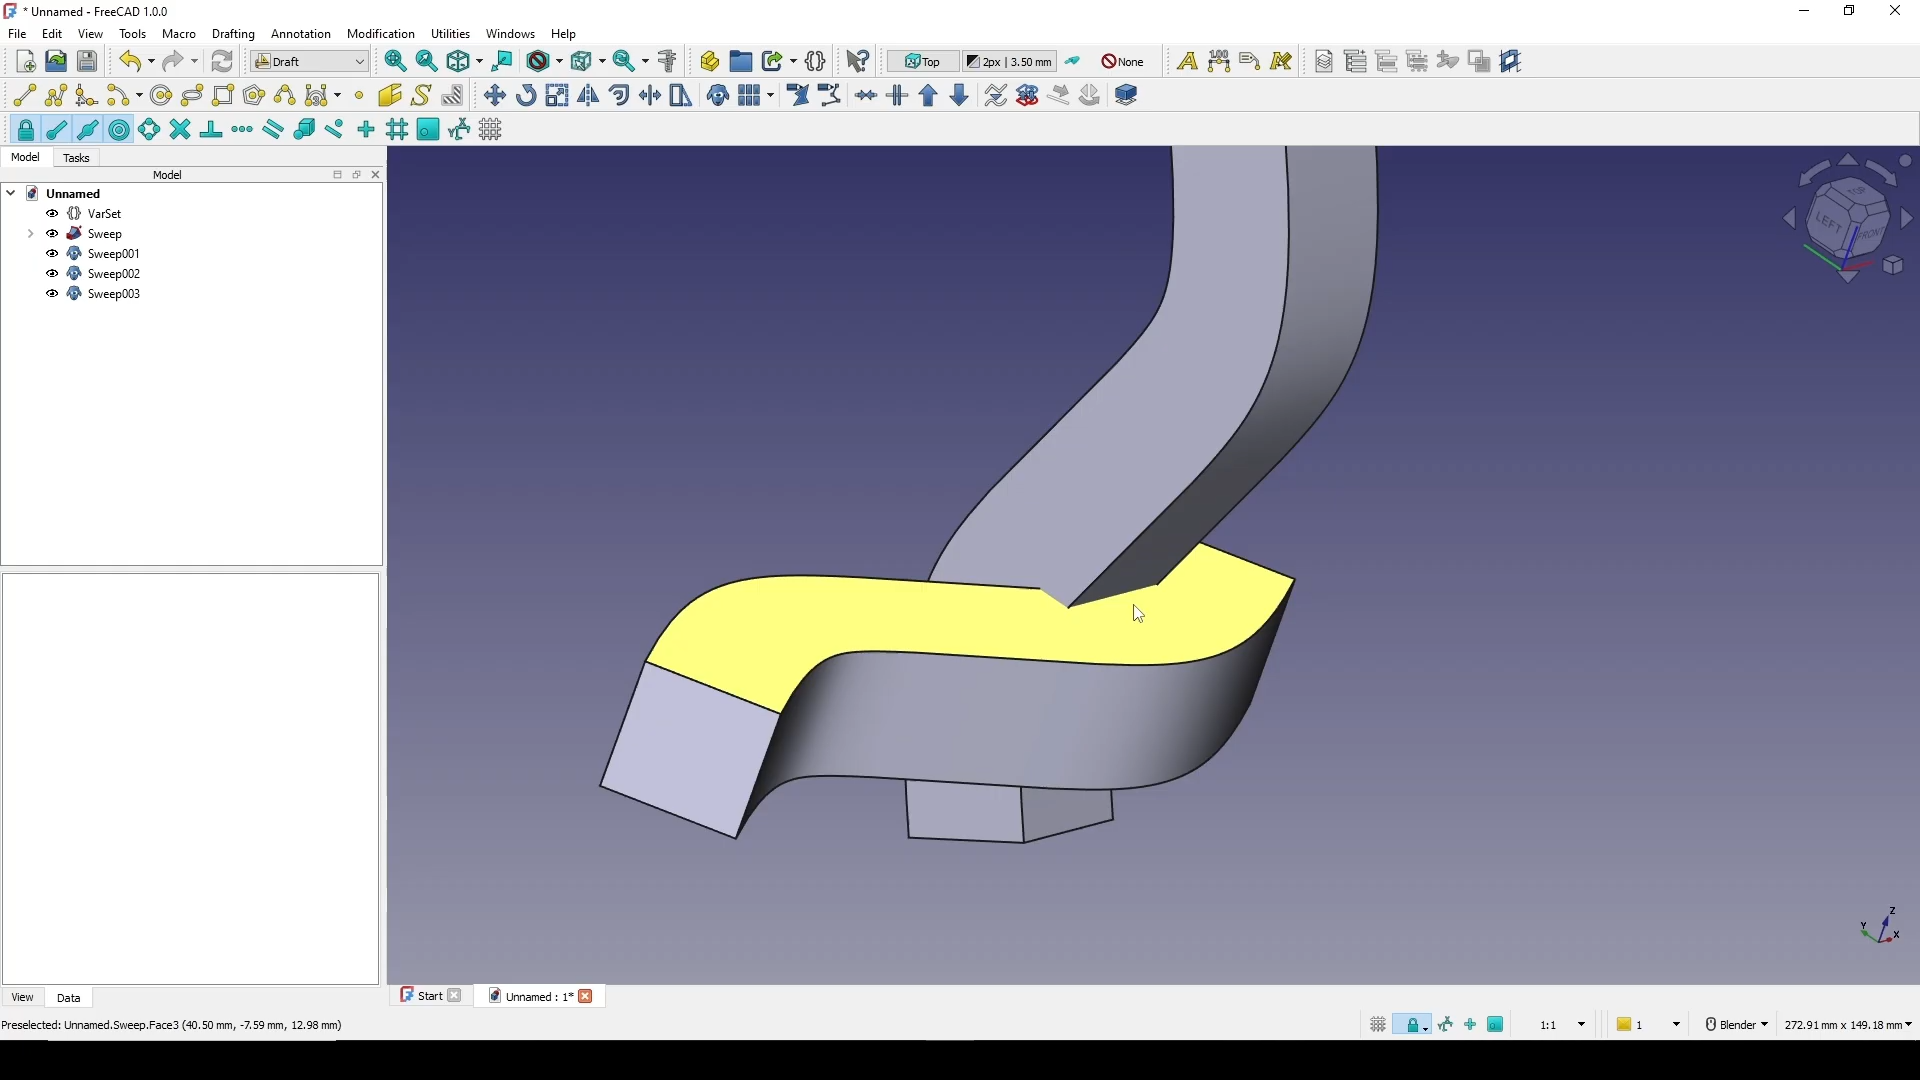 * Unnamed - FreeCAD 1.0.0
File Edit View Tools Macro Drafting Annotation Modification Utilities Windows Help
Draft Top 2px | 3.50 mm None
Model Tasks
Model
Unnamed
VarSet
Sweep
Sweep001
Sweep002
Sweep003
TOP
LEFT FRONT
Z
Y
X
View Data
Start Unnamed : 1*
Preselected: Unnamed.Sweep.Face3 (40.50 mm, -7.59 mm, 12.98 mm)
1:1 1 Blender 272.91 mm x 149.18 mm